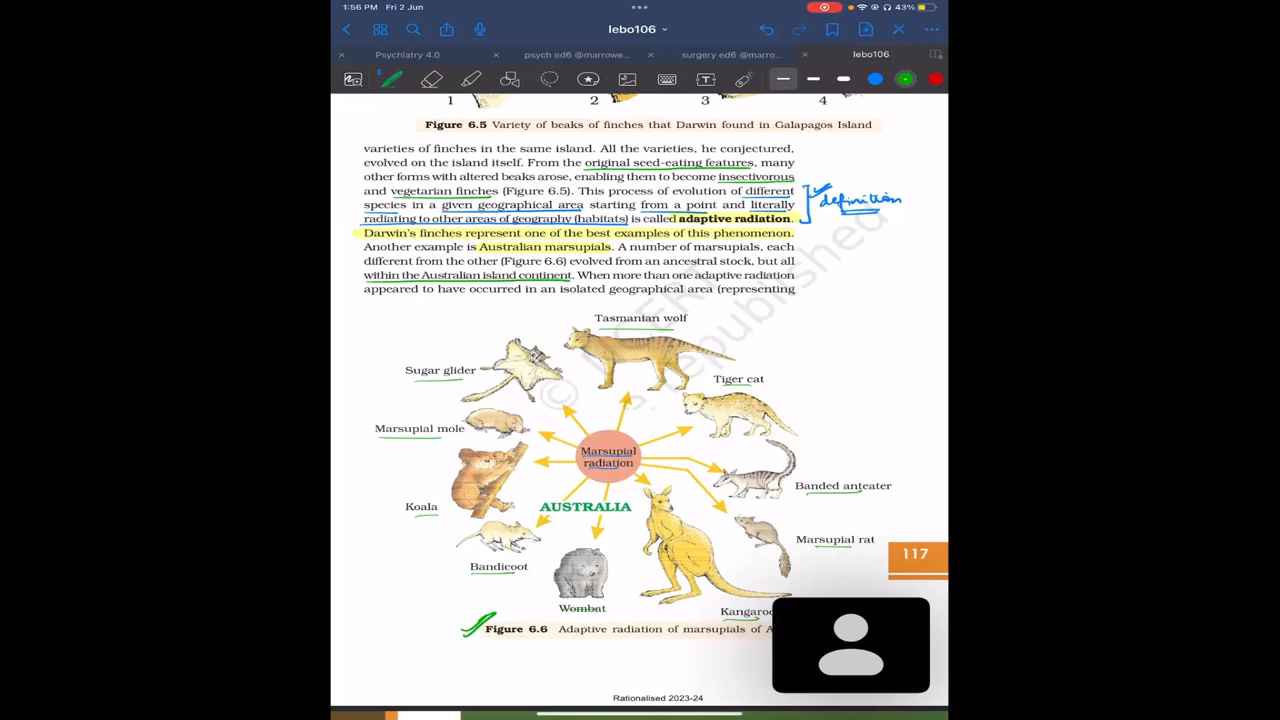 1:56 PM Fri 2 Jun
43%
lebo106
Psychiatry 4.0
psych ed6 @marrowe...
surgery ed6 @marro...
lebo106
1 2 3 4
Figure 6.5 Variety of beaks of finches that Darwin found in Galapagos Island
varieties of finches in the same island. All the varieties, he conjectured,
evolved on the island itself. From the original seed-eating features, many
other forms with altered beaks arose, enabling them to become insectivorous
and vegetarian finches (Figure 6.5). This process of evolution of different
species in a given geographical area starting from a point and literally
radiating to other areas of geography (habitats) is called adaptive radiation.
definition
Darwin's finches represent one of the best examples of this phenomenon.
Another example is Australian marsupials. A number of marsupials, each
different from the other (Figure 6.6) evolved from an ancestral stock, but all
within the Australian island continent. When more than one adaptive radiation
appeared to have occurred in an isolated geographical area (representing
Tasmanian wolf
Sugar glider
Tiger cat
Marsupial mole
Marsupial
radiation
Banded anteater
Koala
AUSTRALIA
Marsupial rat
117
Bandicoot
Wombat
Kangaroo
Figure 6.6 Adaptive radiation of marsupials of A
Rationalised 2023-24